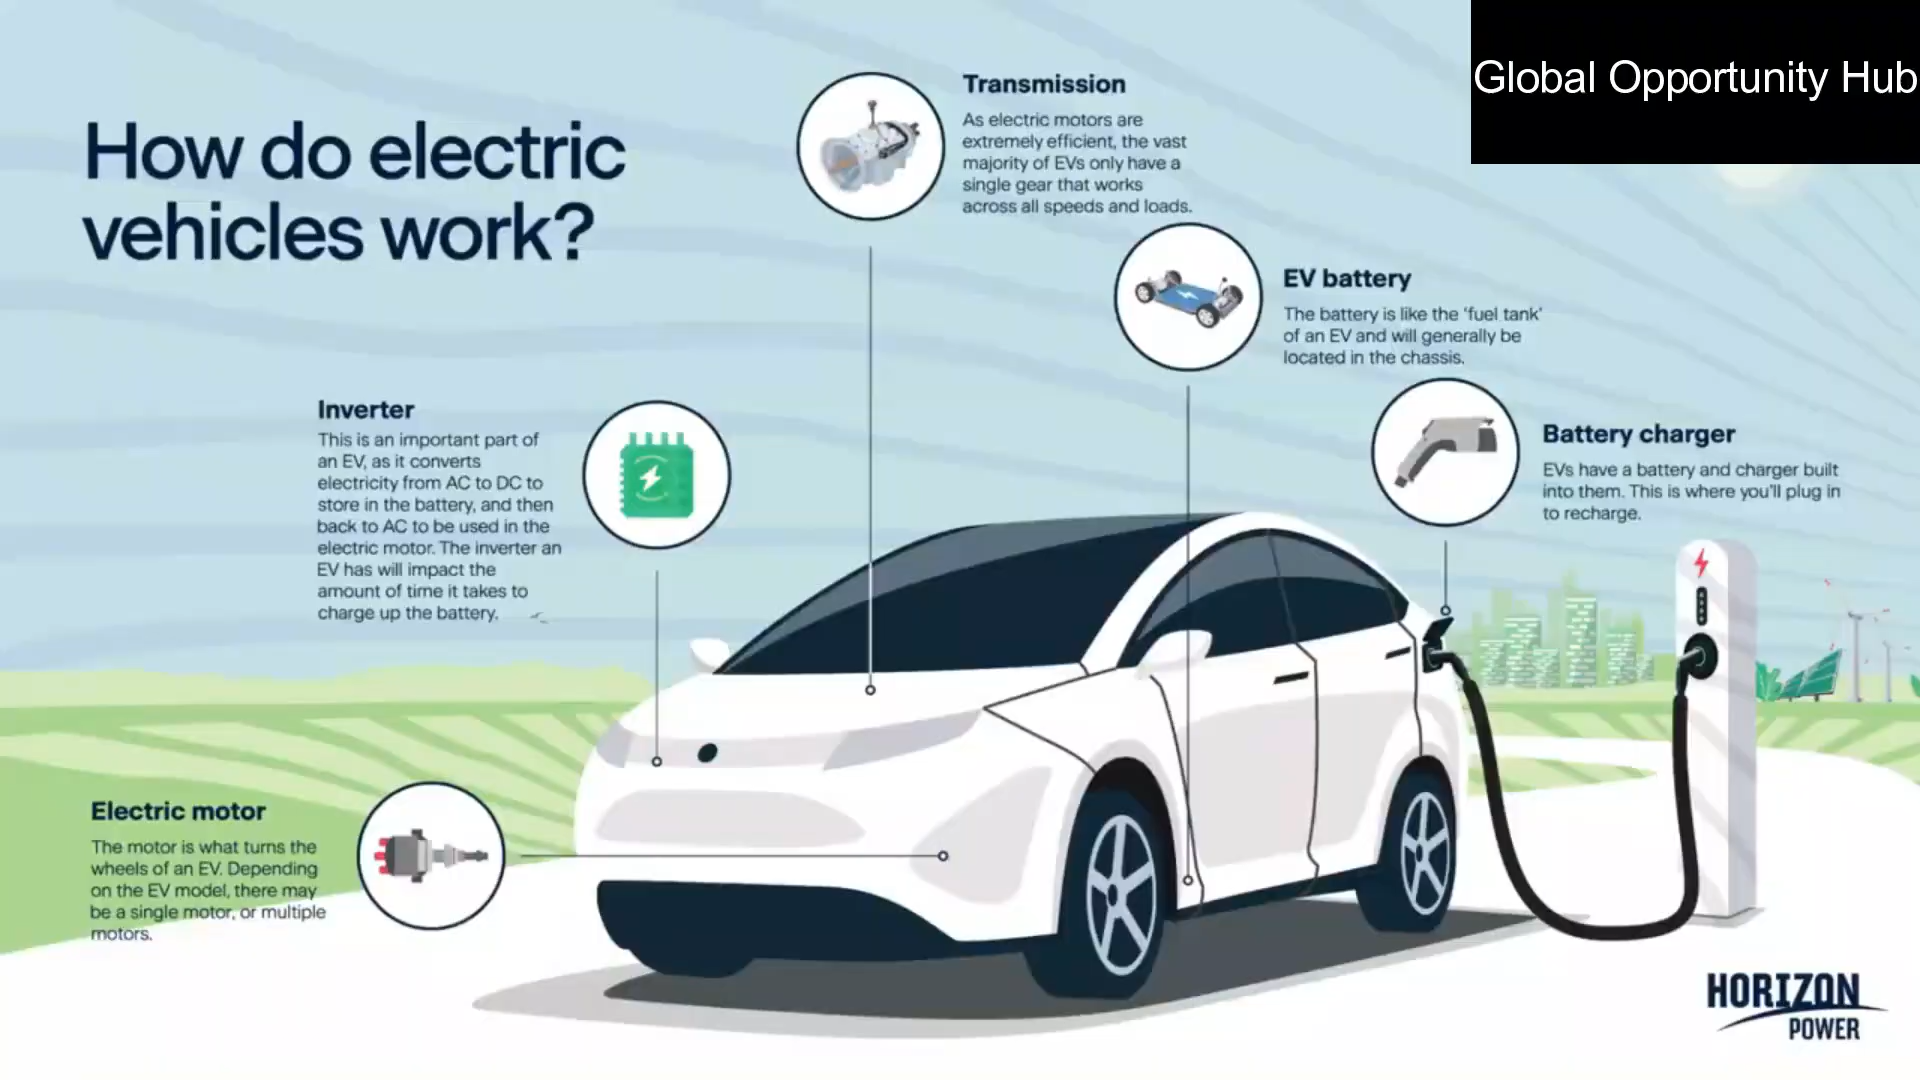 Global Opportunity Hub
How do electric
vehicles work?
Transmission
As electric motors are
extremely efficient, the vast
majority of EVs only have a
single gear that works
across all speeds and loads.
EV battery
The battery is like the ‘fuel tank’
of an EV and will generally be
located in the chassis.
Battery charger
EVs have a battery and charger built
into them. This is where you’ll plug in
to recharge.
Inverter
This is an important part of
an EV, as it converts
electricity from AC to DC to
store in the battery, and then
back to AC to be used in the
electric motor. The inverter an
EV has will impact the
amount of time it takes to
charge up the battery.
Electric motor
The motor is what turns the
wheels of an EV. Depending
on the EV model, there may
be a single motor, or multiple
motors.
HORIZON
POWER